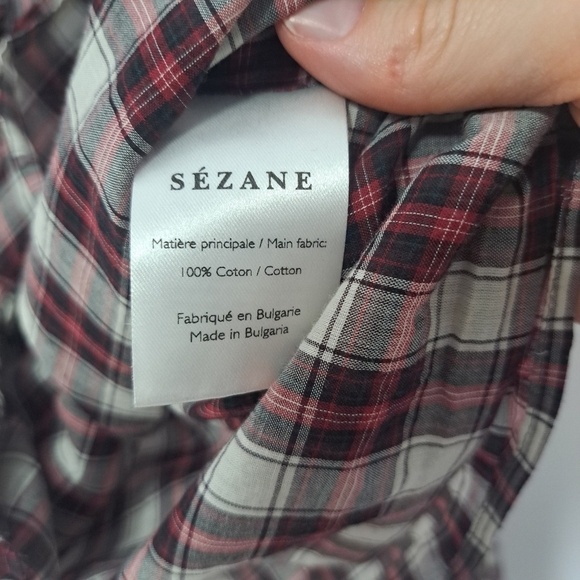 SÉZANE
Matière principale / Main fabric:
100% Coton / Cotton
Fabriqué en Bulgarie
Made in Bulgaria